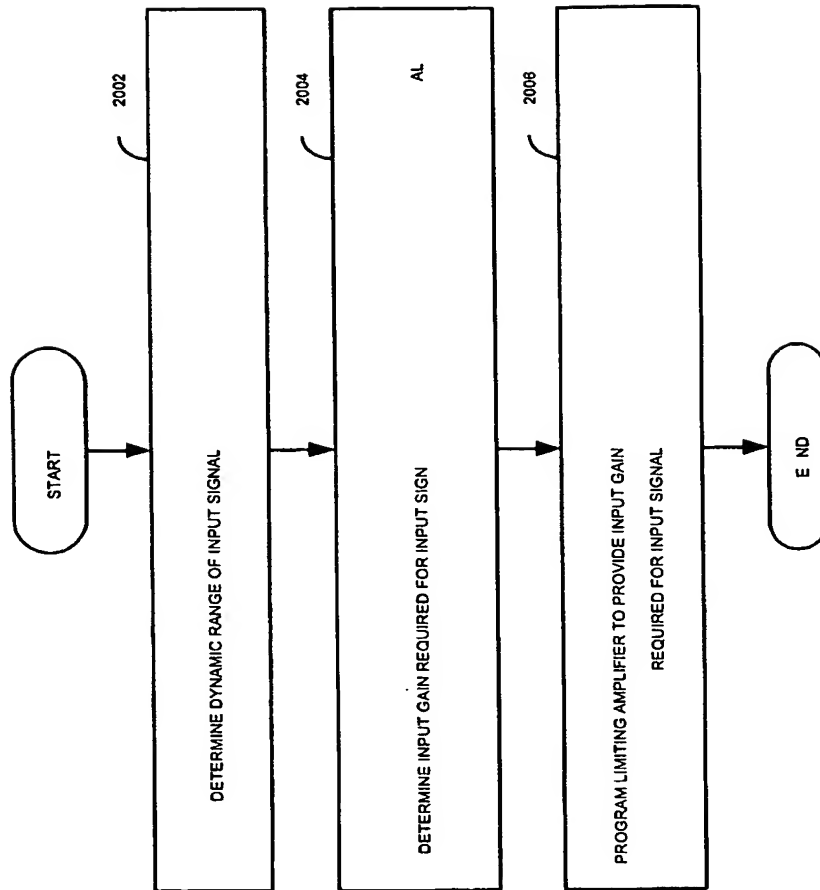 START
2002
DETERMINE DYNAMIC RANGE OF INPUT SIGNAL
2004
DETERMINE INPUT GAIN REQUIRED FOR INPUT SIGN AL
2006
PROGRAM LIMITING AMPLIFIER TO PROVIDE INPUT GAIN
REQUIRED FOR INPUT SIGNAL
E ND